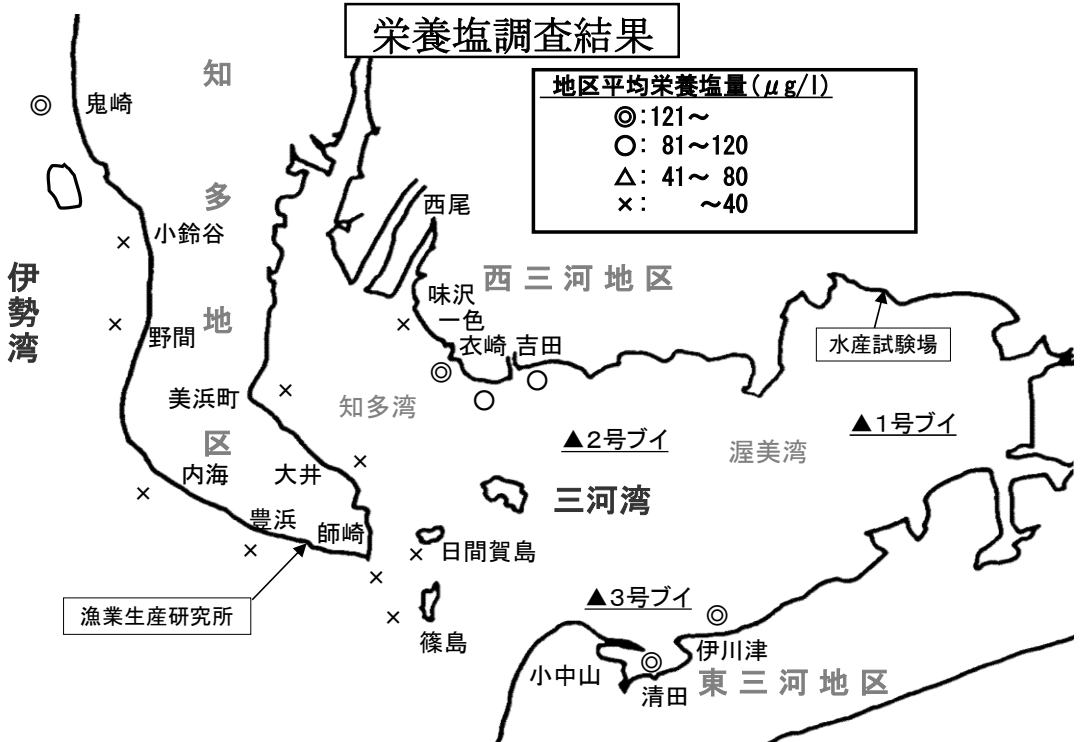 栄養塩調査結果
地区平均栄養塩量(μg/l)
◎:121～
○: 81～120
△: 41～ 80
×: ～40
知多地区
鬼崎
小鈴谷
伊勢湾
野間
美浜町
内海
大井
豊浜
師崎
漁業生産研究所
西尾
西三河地区
味沢
一色
衣崎
吉田
水産試験場
知多湾
▲2号ブイ
▲1号ブイ
渥美湾
三河湾
日間賀島
篠島
▲3号ブイ
伊川津
小中山
清田
東三河地区